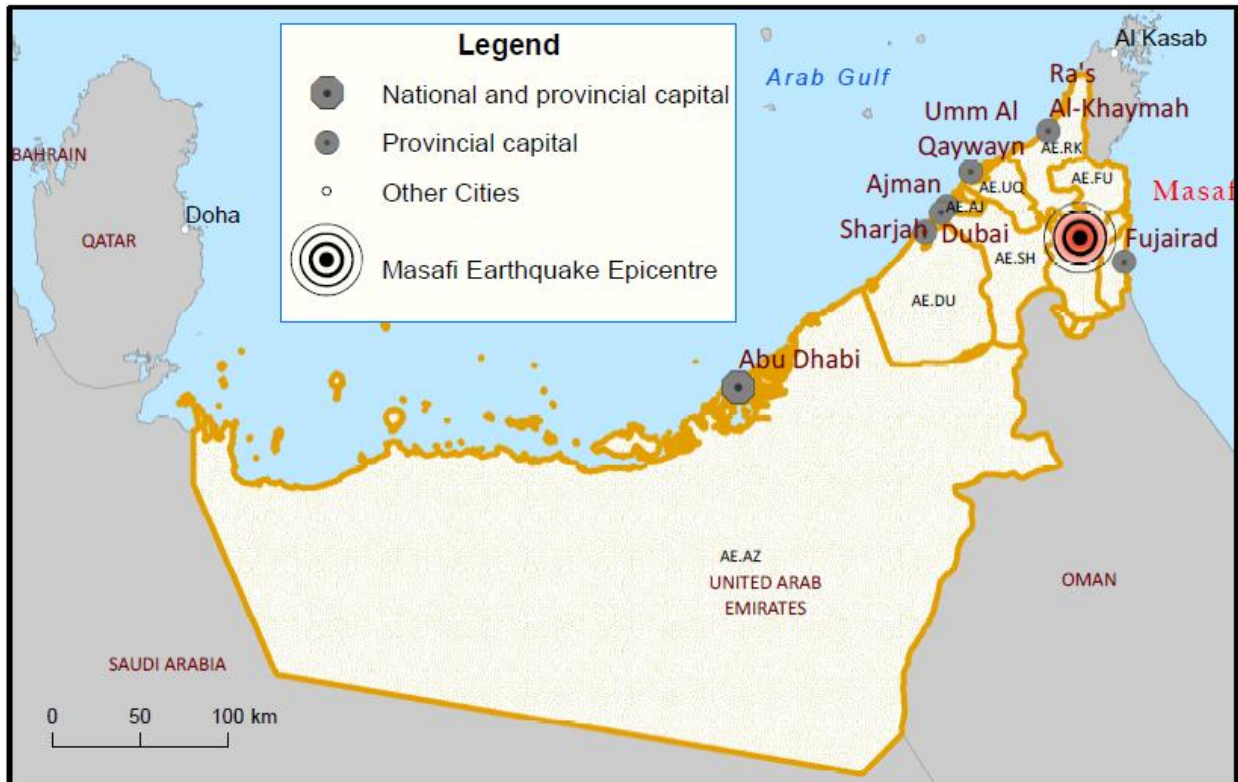 Legend
National and provincial capital
Provincial capital
Other Cities
Masafi Earthquake Epicentre
Arab Gulf
Al Kasab
Ra's
Al-Khaymah
Umm Al
Qaywayn
AE.RK
BAHRAIN
AE.FU
Ajman
AE.UQ
Masaf
AE.AJ
Doha
Sharjah
Dubai
Fujairad
QATAR
AE.SH
AE.DU
Abu Dhabi
AE.AZ
UNITED ARAB
EMIRATES
OMAN
SAUDI ARABIA
0 50 100 km